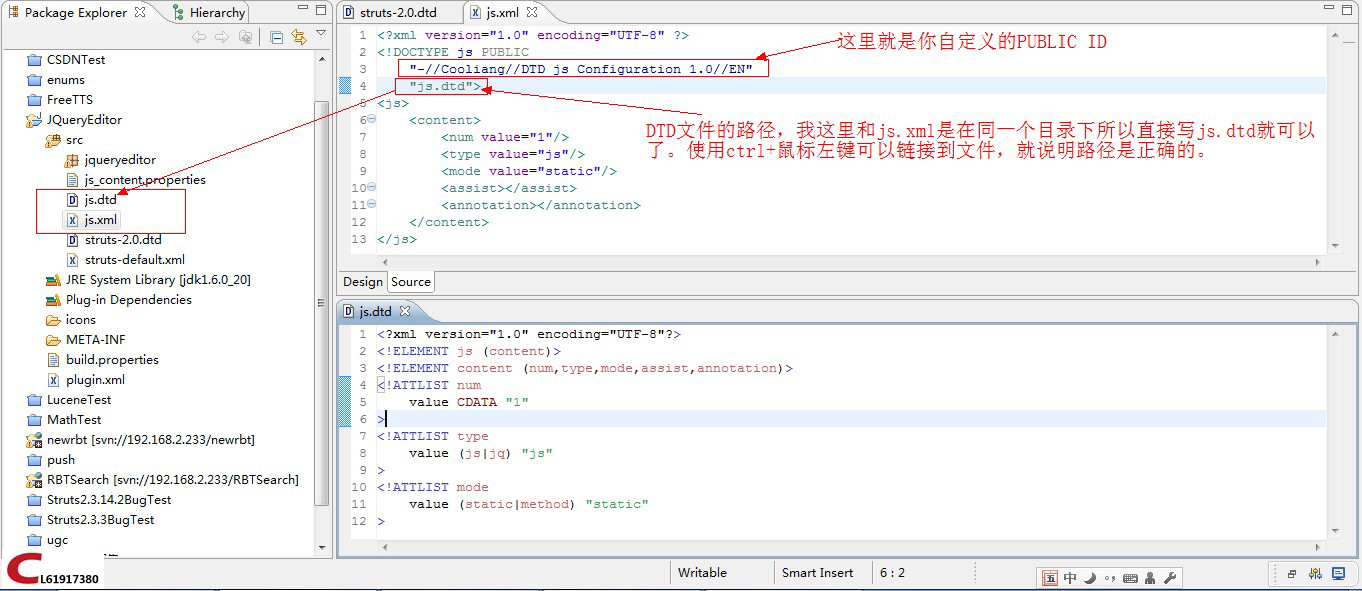 Package Explorer
Hierarchy
CSDNTest
enums
FreeTTS
JQueryEditor
src
jqueryeditor
js_content.properties
js.dtd
js.xml
struts-2.0.dtd
struts-default.xml
JRE System Library [jdk1.6.0_20]
Plug-in Dependencies
icons
META-INF
build.properties
plugin.xml
LuceneTest
MathTest
newrbt [svn://192.168.2.233/newrbt]
push
RBTSearch [svn://192.168.2.233/RBTSearch]
Struts2.3.14.2BugTest
Struts2.3.3BugTest
ugc
CL61917380
struts-2.0.dtd
js.xml
1 <?xml version="1.0" encoding="UTF-8" ?>
2 <!DOCTYPE js PUBLIC
3 "-//Cooliang//DTD js Configuration 1.0//EN"
4 "js.dtd">
5 <js>
6 <content>
7 <num value="1"/>
8 <type value="js"/>
9 <mode value="static"/>
10 <assist></assist>
11 <annotation></annotation>
12 </content>
13 </js>
这里就是你自定义的PUBLIC ID
DTD文件的路径，我这里和js.xml是在同一个目录下所以直接写js.dtd就可以
了。使用ctrl+鼠标左键可以链接到文件，就说明路径是正确的。
Design
Source
js.dtd
1 <?xml version="1.0" encoding="UTF-8"?>
2 <!ELEMENT js (content)>
3 <!ELEMENT content (num,type,mode,assist,annotation)>
4 <!ATTLIST num
5 value CDATA "1"
6 >
7 <!ATTLIST type
8 value (js|jq) "js"
9 >
10 <!ATTLIST mode
11 value (static|method) "static"
12 >
Writable
Smart Insert
6 : 2
五 中